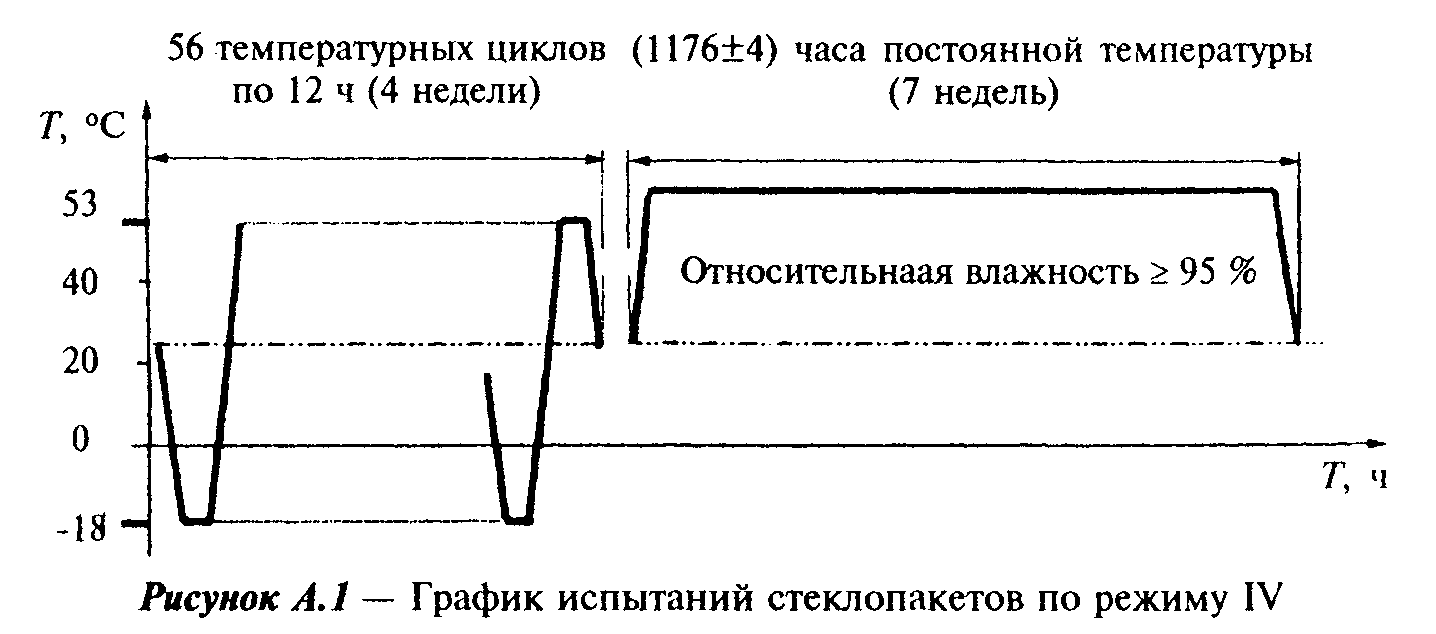 56 температурных циклов (1176±4) часа постоянной температуры
по 12 ч (4 недели) (7 недель)
T, °C
53
40
Относительнаая влажность ≥ 95 %
20
0
T, ч
-18
Рисунок А.1 — График испытаний стеклопакетов по режиму IV